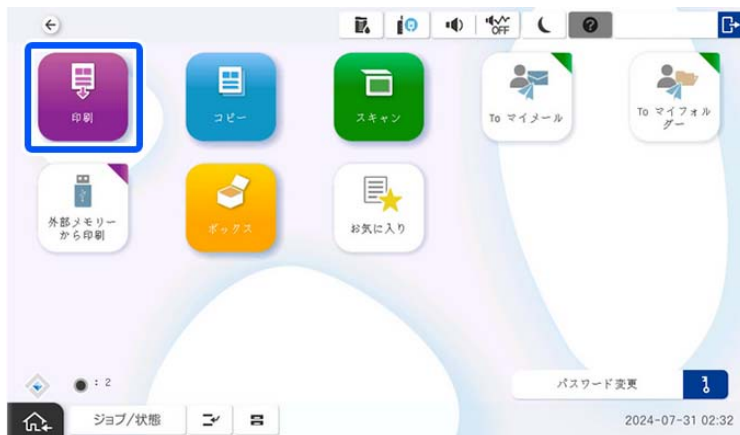 OFF
印刷
コピー
スキャン
To マイメール
To マイフォル
ダー
外部メモリー
から印刷
ボックス
お気に入り
: 2
パスワード変更
ジョブ/状態
2024-07-31 02:32